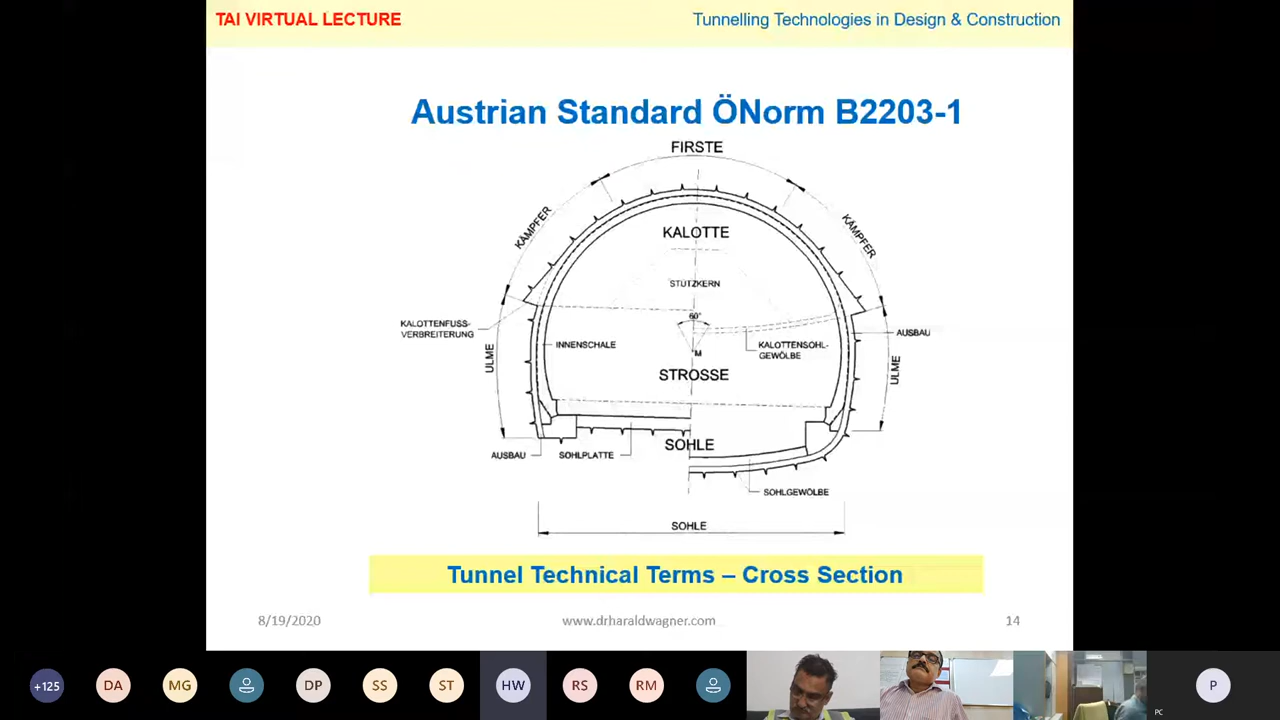 TAI VIRTUAL LECTURE
Tunnelling Technologies in Design & Construction
Austrian Standard ÖNorm B2203-1
FIRSTE
KÄMPFER
KÄMPFER
KALOTTE
STÜTZKERN
60°
KALOTTENFUSS-
VERBREITERUNG
AUSBAU
INNENSCHALE
M
KALOTTENSOHL-
GEWÖLBE
ULME
ULME
STROSSE
SOHLE
AUSBAU
SOHLPLATTE
SOHLGEWÖLBE
SOHLE
Tunnel Technical Terms – Cross Section
8/19/2020
www.drharaldwagner.com
14
+125
DA
MG
DP
SS
ST
HW
RS
RM
P
PC